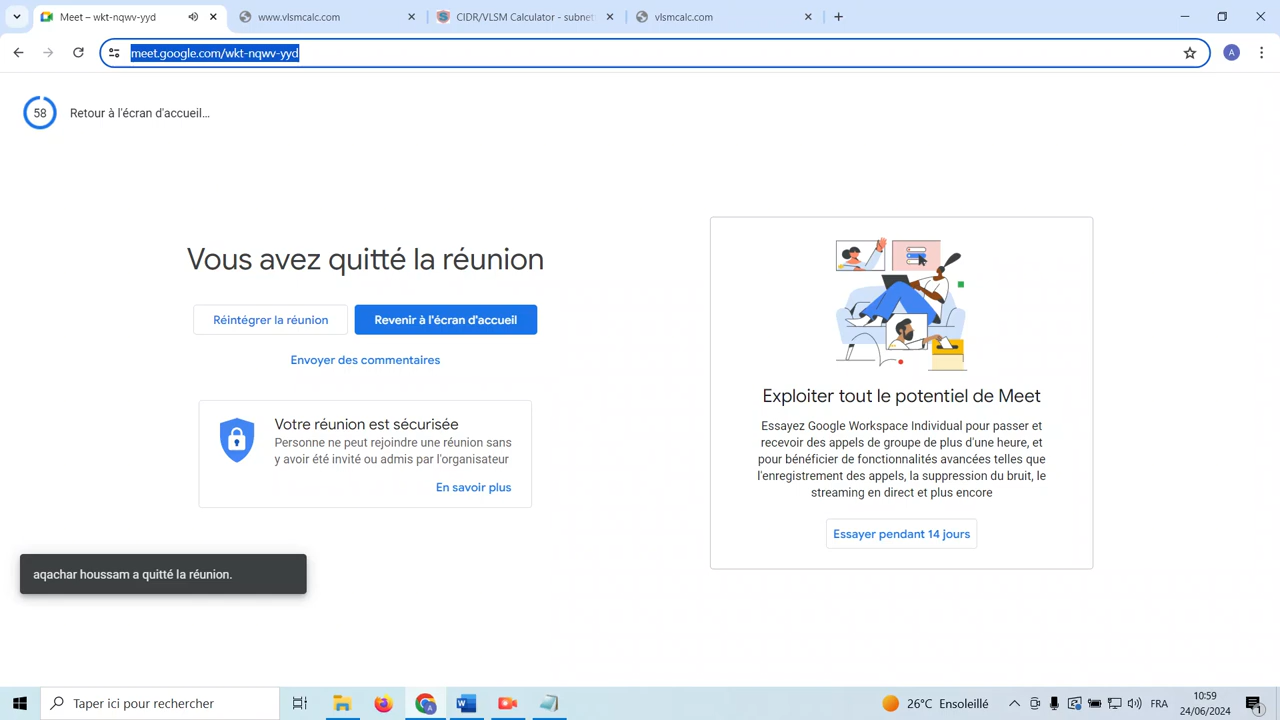 Meet – wkt-nqwv-yyd
www.vlsmcalc.com
CIDR/VLSM Calculator - subnet
vlsmcalc.com
meet.google.com/wkt-nqwv-yyd
A
58
Retour à l'écran d'accueil…
Vous avez quitté la réunion
Réintégrer la réunion
Revenir à l'écran d'accueil
Envoyer des commentaires
Votre réunion est sécurisée
Personne ne peut rejoindre une réunion sans
y avoir été invité ou admis par l'organisateur
En savoir plus
Exploiter tout le potentiel de Meet
Essayez Google Workspace Individual pour passer et
recevoir des appels de groupe de plus d'une heure, et
pour bénéficier de fonctionnalités avancées telles que
l'enregistrement des appels, la suppression du bruit, le
streaming en direct et plus encore
Essayer pendant 14 jours
aqachar houssam a quitté la réunion.
Taper ici pour rechercher
26°C Ensoleillé
FRA
10:59
24/06/2024
1